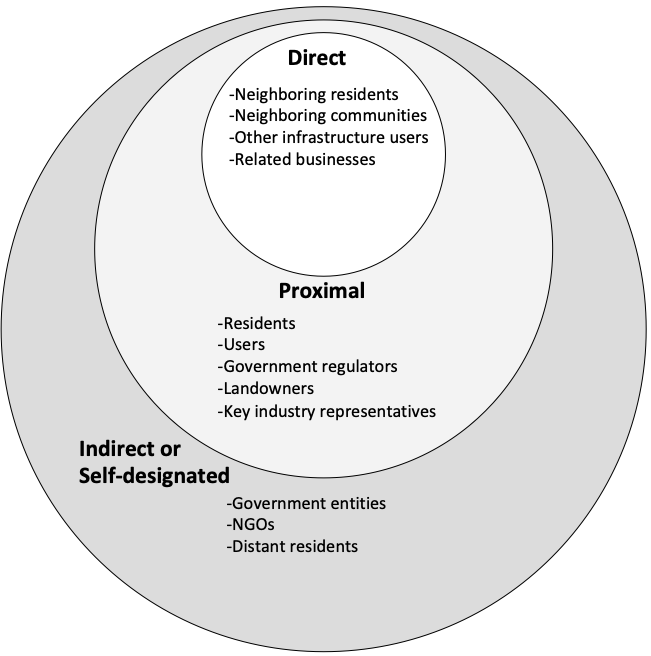 Direct
-Neighboring residents
-Neighboring communities
-Other infrastructure users
-Related businesses
Proximal
-Residents
-Users
-Government regulators
-Landowners
-Key industry representatives
Indirect or
Self-designated
-Government entities
-NGOs
-Distant residents